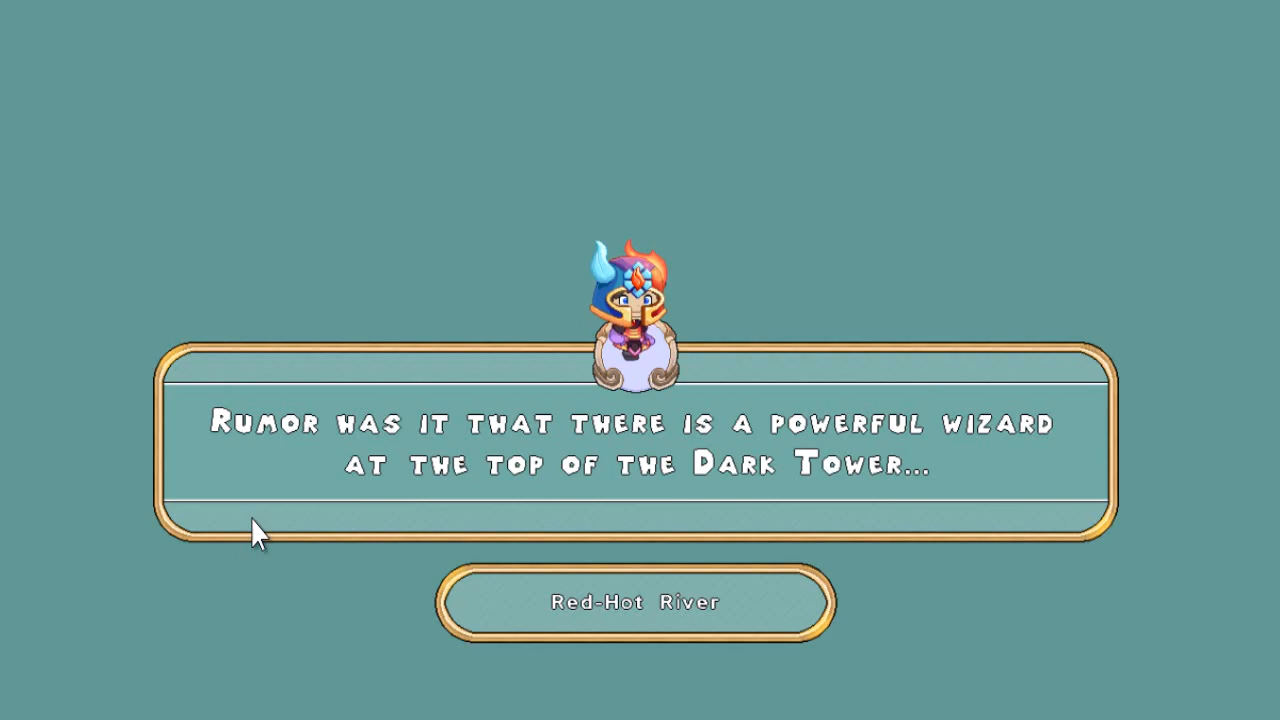 Rumor has it that there is a powerful wizard
at the top of the Dark Tower...
Red-Hot River